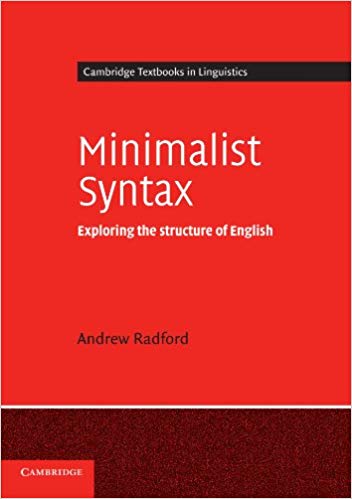 Cambridge Textbooks in Linguistics
Minimalist
Syntax
Exploring the structure of English
Andrew Radford
CAMBRIDGE